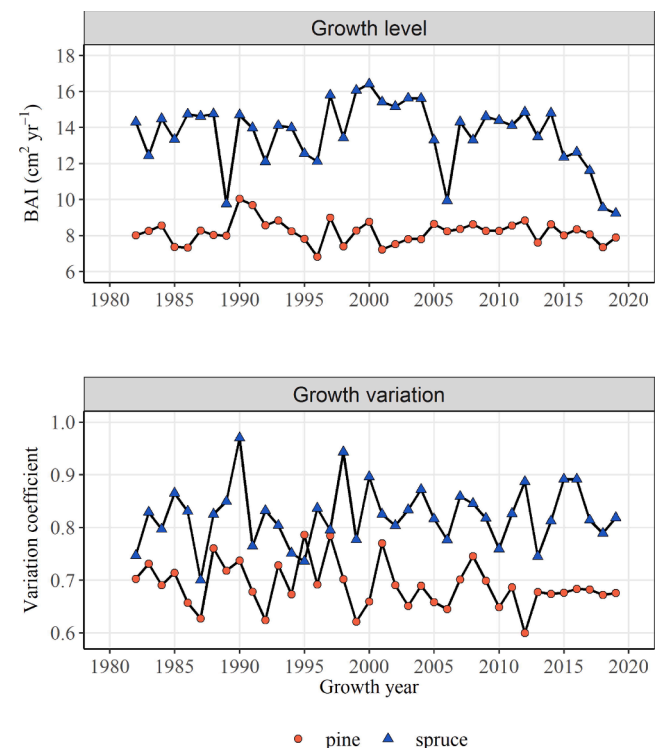 Growth level
BAI (cm² yr⁻¹)
18
16
14
12
10
8
6
1980 1985 1990 1995 2000 2005 2010 2015 2020
Growth variation
Variation coefficient
1.0
0.9
0.8
0.7
0.6
1980 1985 1990 1995 2000 2005 2010 2015 2020
Growth year
pine spruce